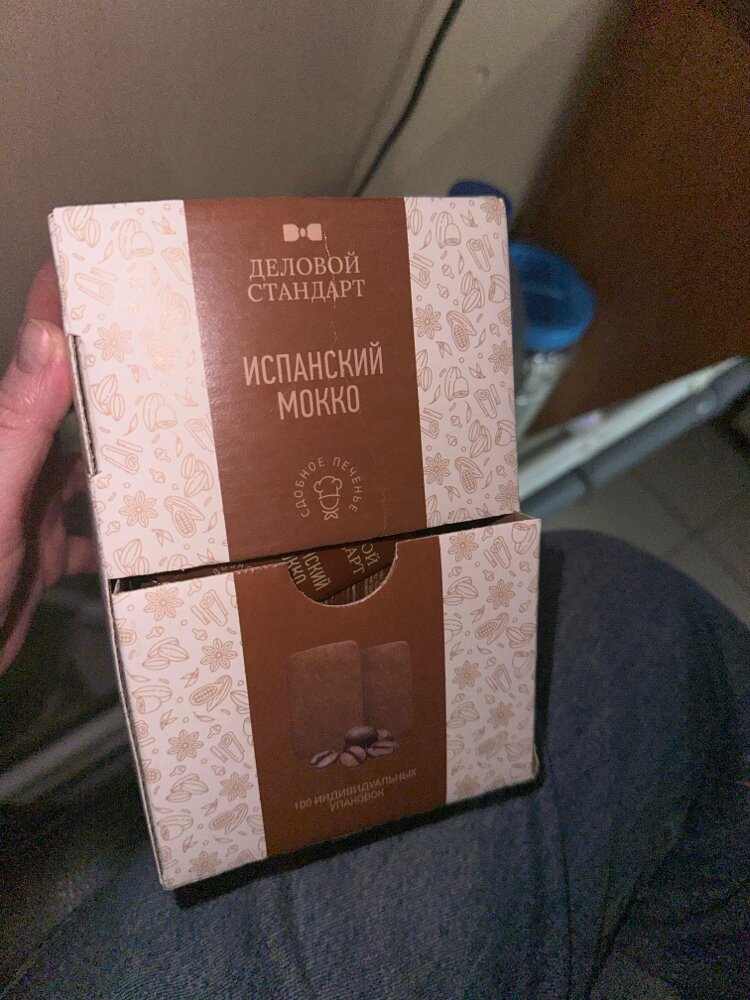 ДЕЛОВОЙ
СТАНДАРТ
ИСПАНСКИЙ
МОККО
СДОБНОЕ ПЕЧЕНЬЕ
100 ИНДИВИДУАЛЬНЫХ
УПАКОВОК